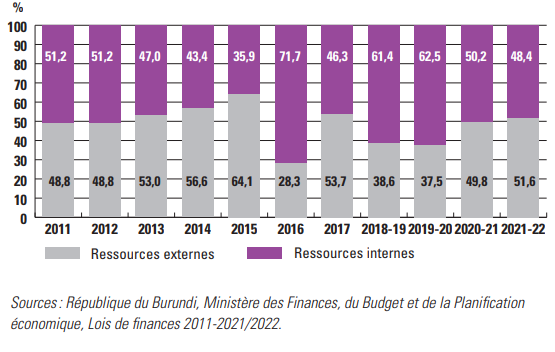 %
100
90
80
70
60
50
40
30
20
10
0
51,2 51,2 47,0 43,4 35,9 71,7 46,3 61,4 62,5 50,2 48,4
48,8 48,8 53,0 56,6 64,1 28,3 53,7 38,6 37,5 49,8 51,6
2011 2012 2013 2014 2015 2016 2017 2018-19 2019-20 2020-21 2021-22
Ressources externes Ressources internes
Sources : République du Burundi, Ministère des Finances, du Budget et de la Planification
économique, Lois de finances 2011-2021/2022.